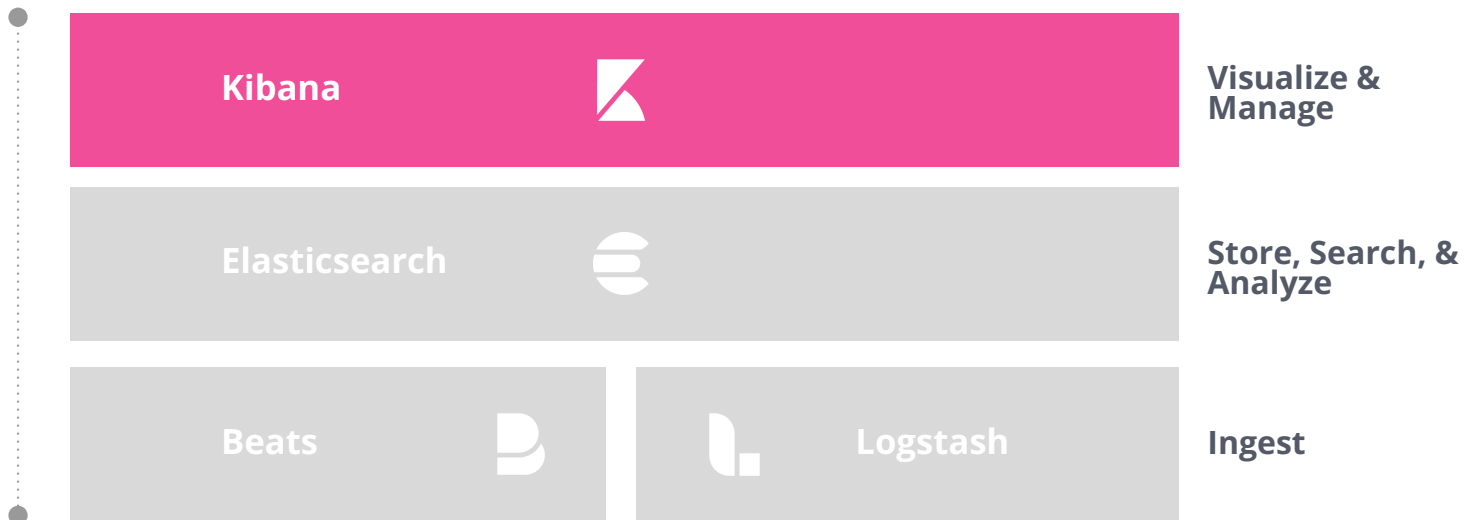 Kibana
Visualize &
Manage
Elasticsearch
Store, Search, &
Analyze
Beats
Logstash
Ingest